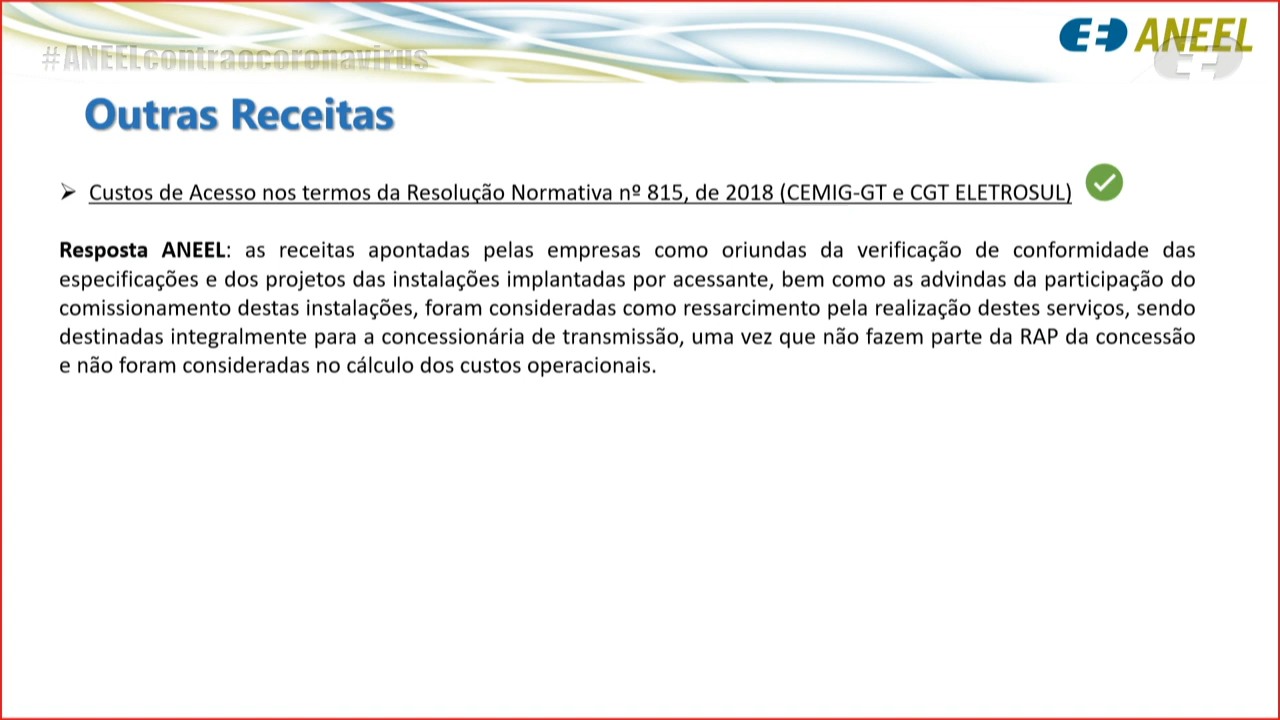 #ANEELcontraocoronavirus
ANEEL
Outras Receitas
Custos de Acesso nos termos da Resolução Normativa nº 815, de 2018 (CEMIG-GT e CGT ELETROSUL)
Resposta ANEEL: as receitas apontadas pelas empresas como oriundas da verificação de conformidade das
especificações e dos projetos das instalações implantadas por acessante, bem como as advindas da participação do
comissionamento destas instalações, foram consideradas como ressarcimento pela realização destes serviços, sendo
destinadas integralmente para a concessionária de transmissão, uma vez que não fazem parte da RAP da concessão
e não foram consideradas no cálculo dos custos operacionais.